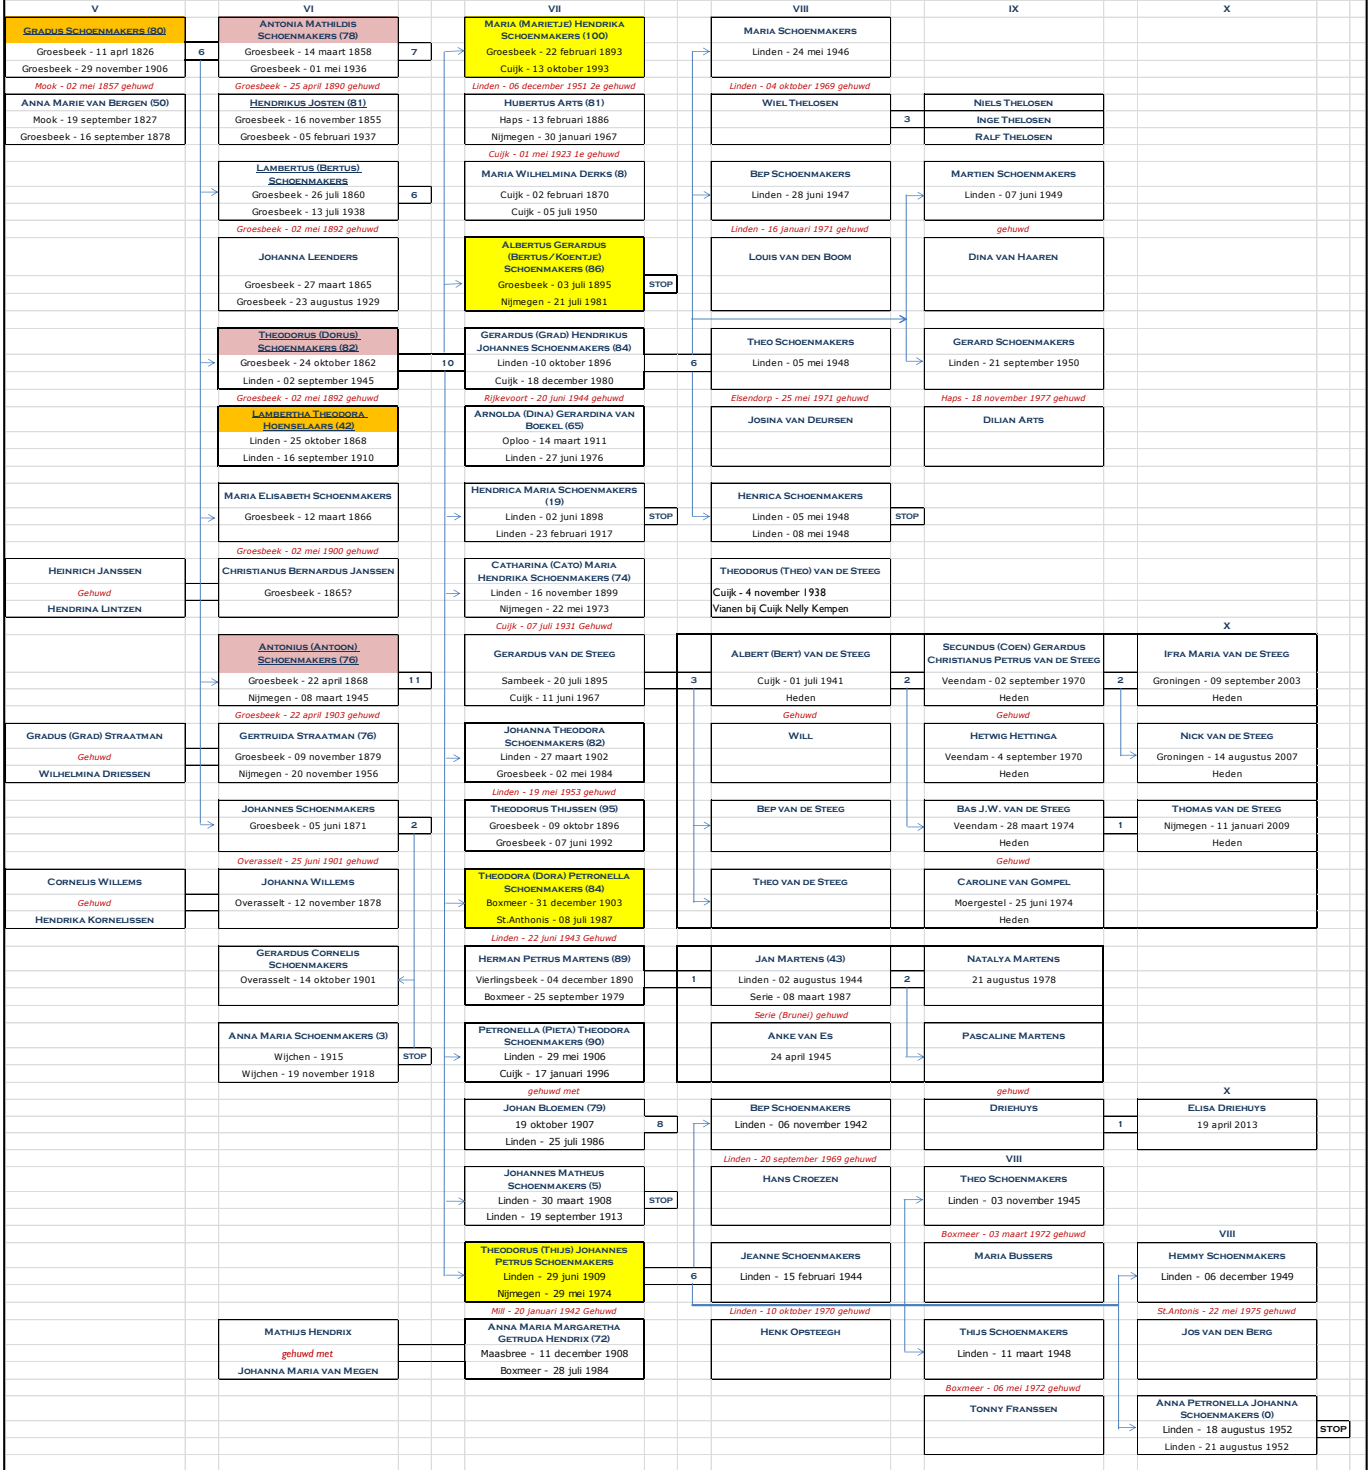 V
VI
VII
VIII
IX
X
GRADUS SCHOENMAKERS (80)
Groesbeek - 11 aprl 1826
Groesbeek - 29 november 1906
6
Mook - 02 mei 1857 gehuwd
ANNA MARIE VAN BERGEN (50)
Mook - 19 september 1827
Groesbeek - 16 september 1878
HEINRICH JANSSEN
Gehuwd
HENDRINA LINTZEN
GRADUS (GRAD) STRAATMAN
Gehuwd
WILHELMINA DRIESSEN
CORNELIS WILLEMS
Gehuwd
HENDRIKA KORNELISSEN
ANTONIA MATHILDIS
SCHOENMAKERS (78)
Groesbeek - 14 maart 1858
Groesbeek - 01 mei 1936
7
Groesbeek - 25 april 1890 gehuwd
HENDRIKUS JOSTEN (81)
Groesbeek - 16 november 1855
Groesbeek - 05 februari 1937
LAMBERTUS (BERTUS)
SCHOENMAKERS
Groesbeek - 26 juli 1860
Groesbeek - 13 juli 1938
6
Groesbeek - 02 mei 1892 gehuwd
JOHANNA LEENDERS
Groesbeek - 27 maart 1865
Groesbeek - 23 augustus 1929
THEODORUS (DORUS)
SCHOENMAKERS (82)
Groesbeek - 24 oktober 1862
Linden - 02 september 1945
10
Groesbeek - 02 mei 1892 gehuwd
LAMBERTHA THEODORA
HOENSELAARS (42)
Linden - 25 oktober 1868
Linden - 16 september 1910
MARIA ELISABETH SCHOENMAKERS
Groesbeek - 12 maart 1866
Groesbeek - 02 mei 1900 gehuwd
CHRISTIANUS BERNARDUS JANSSEN
Groesbeek - 1865?
ANTONIUS (ANTOON)
SCHOENMAKERS (76)
Groesbeek - 22 april 1868
Nijmegen - 08 maart 1945
11
Groesbeek - 22 april 1903 gehuwd
GERTRUIDA STRAATMAN (76)
Groesbeek - 09 november 1879
Nijmegen - 20 november 1956
JOHANNES SCHOENMAKERS
Groesbeek - 05 juni 1871
2
Overasselt - 25 juni 1901 gehuwd
JOHANNA WILLEMS
Overasselt - 12 november 1878
GERARDUS CORNELIS
SCHOENMAKERS
Overasselt - 14 oktober 1901
ANNA MARIA SCHOENMAKERS (3)
Wijchen - 1915
Wijchen - 19 november 1918
STOP
MATHIJS HENDRIX
gehuwd met
JOHANNA MARIA VAN MEGEN
MARIA (MARIETJE) HENDRIKA
SCHOENMAKERS (100)
Groesbeek - 22 februari 1893
Cuijk - 13 oktober 1993
Linden - 06 december 1951 2e gehuwd
HUBERTUS ARTS (81)
Haps - 13 februari 1886
Nijmegen - 30 januari 1967
Cuijk - 01 mei 1923 1e gehuwd
MARIA WILHELMINA DERKS (8)
Cuijk - 02 februari 1870
Cuijk - 05 juli 1950
ALBERTUS GERARDUS
(BERTUS/KOENTJE)
SCHOENMAKERS (86)
Groesbeek - 03 juli 1895
Nijmegen - 21 juli 1981
STOP
GERARDUS (GRAD) HENDRIKUS
JOHANNES SCHOENMAKERS (84)
Linden -10 oktober 1896
Cuijk - 18 december 1980
6
Rijkevoort - 20 juni 1944 gehuwd
ARNOLDA (DINA) GERARDINA VAN
BOEKEL (65)
Oploo - 14 maart 1911
Linden - 27 juni 1976
HENDRICA MARIA SCHOENMAKERS
(19)
Linden - 02 juni 1898
Linden - 23 februari 1917
STOP
CATHARINA (CATO) MARIA
HENDRIKA SCHOENMAKERS (74)
Linden - 16 november 1899
Nijmegen - 22 mei 1973
Cuijk - 07 juli 1931 Gehuwd
GERARDUS VAN DE STEEG
Sambeek - 20 juli 1895
Cuijk - 11 juni 1967
3
JOHANNA THEODORA
SCHOENMAKERS (82)
Linden - 27 maart 1902
Groesbeek - 02 mei 1984
Linden - 19 mei 1953 gehuwd
THEODORUS THIJSSEN (95)
Groesbeek - 09 oktobr 1896
Groesbeek - 07 juni 1992
THEODORA (DORA) PETRONELLA
SCHOENMAKERS (84)
Boxmeer - 31 december 1903
St.Anthonis - 08 juli 1987
Linden - 22 juni 1943 Gehuwd
HERMAN PETRUS MARTENS (89)
Vierlingsbeek - 04 december 1890
Boxmeer - 25 september 1979
1
PETRONELLA (PIETA) THEODORA
SCHOENMAKERS (90)
Linden - 29 mei 1906
Cuijk - 17 januari 1996
gehuwd met
JOHAN BLOEMEN (79)
19 oktober 1907
Linden - 25 juli 1986
8
JOHANNES MATHEUS
SCHOENMAKERS (5)
Linden - 30 maart 1908
Linden - 19 september 1913
STOP
THEODORUS (THIJS) JOHANNES
PETRUS SCHOENMAKERS
Linden - 29 juni 1909
Nijmegen - 29 mei 1974
6
Mill - 20 januari 1942 Gehuwd
ANNA MARIA MARGARETHA
GETRUDA HENDRIX (72)
Maasbree - 11 december 1908
Boxmeer - 28 juli 1984
MARIA SCHOENMAKERS
Linden - 24 mei 1946
Linden - 04 oktober 1969 gehuwd
WIEL THELOSEN
3
BEP SCHOENMAKERS
Linden - 28 juni 1947
Linden - 16 januari 1971 gehuwd
LOUIS VAN DEN BOOM
THEO SCHOENMAKERS
Linden - 05 mei 1948
Elsendorp - 25 mei 1971 gehuwd
JOSINA VAN DEURSEN
HENRICA SCHOENMAKERS
Linden - 05 mei 1948
Linden - 08 mei 1948
STOP
THEODORUS (THEO) VAN DE STEEG
Cuijk - 4 november 1938
Vianen bij Cuijk Nelly Kempen
ALBERT (BERT) VAN DE STEEG
Cuijk - 01 juli 1941
Heden
2
Gehuwd
WILL
BEP VAN DE STEEG
THEO VAN DE STEEG
JAN MARTENS (43)
Linden - 02 augustus 1944
Serie - 08 maart 1987
2
Serie (Brunei) gehuwd
ANKE VAN ES
24 april 1945
BEP SCHOENMAKERS
Linden - 06 november 1942
Linden - 20 september 1969 gehuwd
HANS CROEZEN
JEANNE SCHOENMAKERS
Linden - 15 februari 1944
Linden - 10 oktober 1970 gehuwd
HENK OPSTEEGH
NIELS THELOSEN
INGE THELOSEN
RALF THELOSEN
MARTIEN SCHOENMAKERS
Linden - 07 juni 1949
gehuwd
DINA VAN HAAREN
GERARD SCHOENMAKERS
Linden - 21 september 1950
Haps - 18 november 1977 gehuwd
DILIAN ARTS
SECUNDUS (COEN) GERARDUS
CHRISTIANUS PETRUS VAN DE STEEG
Veendam - 02 september 1970
Heden
2
Gehuwd
HETWIG HETTINGA
Veendam - 4 september 1970
Heden
BAS J.W. VAN DE STEEG
Veendam - 28 maart 1974
Heden
1
Gehuwd
CAROLINE VAN GOMPEL
Moergestel - 25 juni 1974
Heden
NATALYA MARTENS
21 augustus 1978
PASCALINE MARTENS
gehuwd
DRIEHUYS
1
VIII
THEO SCHOENMAKERS
Linden - 03 november 1945
Boxmeer - 03 maart 1972 gehuwd
MARIA BUSSERS
THIJS SCHOENMAKERS
Linden - 11 maart 1948
Boxmeer - 06 mei 1972 gehuwd
TONNY FRANSSEN
X
IFRA MARIA VAN DE STEEG
Groningen - 09 september 2003
Heden
NICK VAN DE STEEG
Groningen - 14 augustus 2007
Heden
THOMAS VAN DE STEEG
Nijmegen - 11 januari 2009
Heden
X
ELISA DRIEHUYS
19 april 2013
VIII
HEMMY SCHOENMAKERS
Linden - 06 december 1949
St.Antonis - 22 mei 1975 gehuwd
JOS VAN DEN BERG
ANNA PETRONELLA JOHANNA
SCHOENMAKERS (0)
Linden - 18 augustus 1952
Linden - 21 augustus 1952
STOP